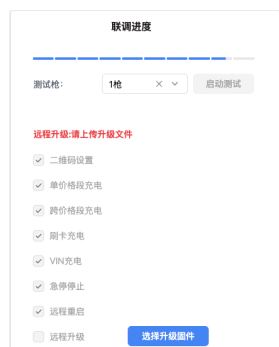 联调进度
测试枪: 1枪 启动测试
远程升级:请上传升级文件
二维码设置
单价格段充电
跨价格段充电
刷卡充电
VIN充电
急停停止
远程重启
远程升级 选择升级固件